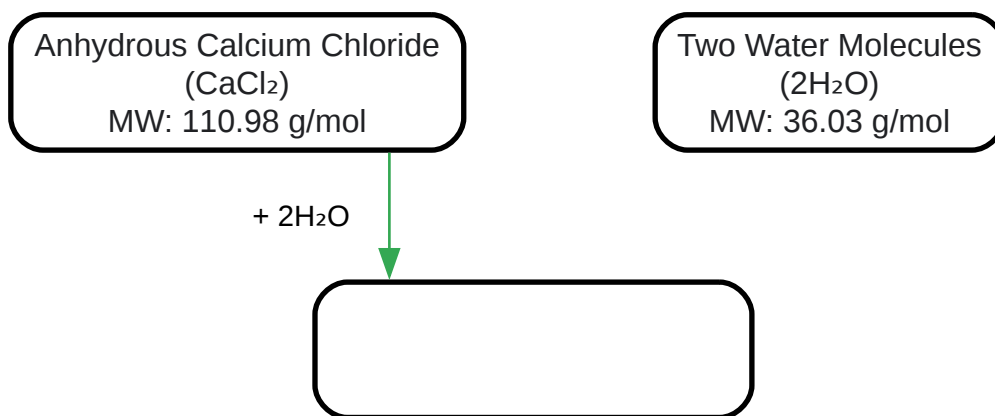 Anhydrous Calcium Chloride
(CaCl₂)
MW: 110.98 g/mol
Two Water Molecules
(2H₂O)
MW: 36.03 g/mol
+ 2H₂O